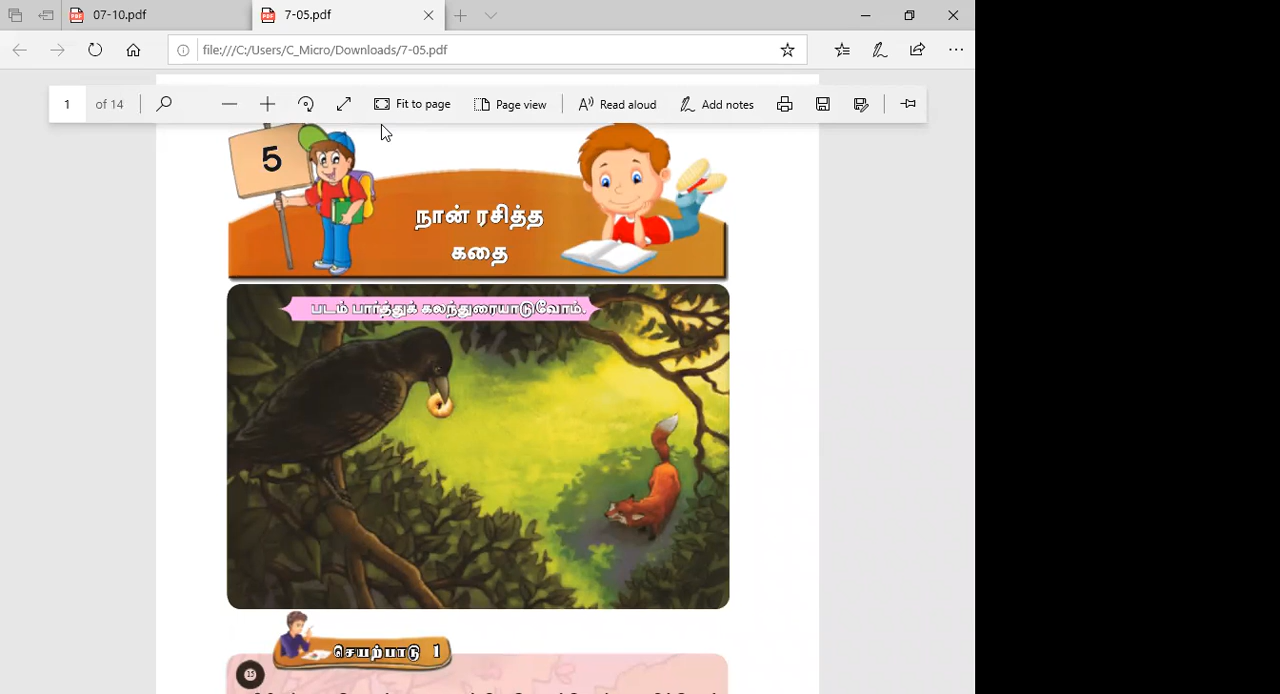 07-10.pdf
7-05.pdf
file:///C:/Users/C_Micro/Downloads/7-05.pdf
1 of 14
Fit to page
Page view
Read aloud
Add notes
5
நான் ரசித்த
கதை
படம் பார்த்துக் கலந்துரையாடுவோம்.
செயற்பாடு 1